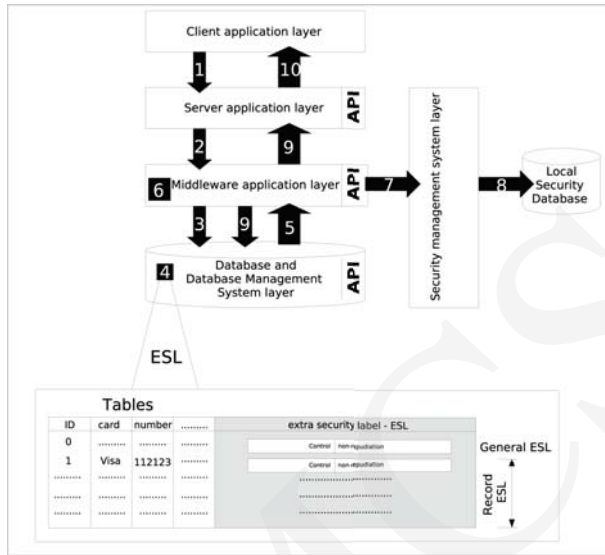 Client application layer
1 10
Server application layer API
2 9
6 Middleware application layer API 7 Security management system layer 8 Local Security Database
3 9 5
4 Database and Database Management System layer API
ESL
Tables
ID card number ......... extra security label - ESL
0 ......... ......... ......... Control non-repudiation General ESL
1 Visa 112123 ......... Control non-repudiation
......... ......... ......... ......... ......................... Record ESL
......... ......... ......... ......... .........................
......... ......... ......... ......... .........................